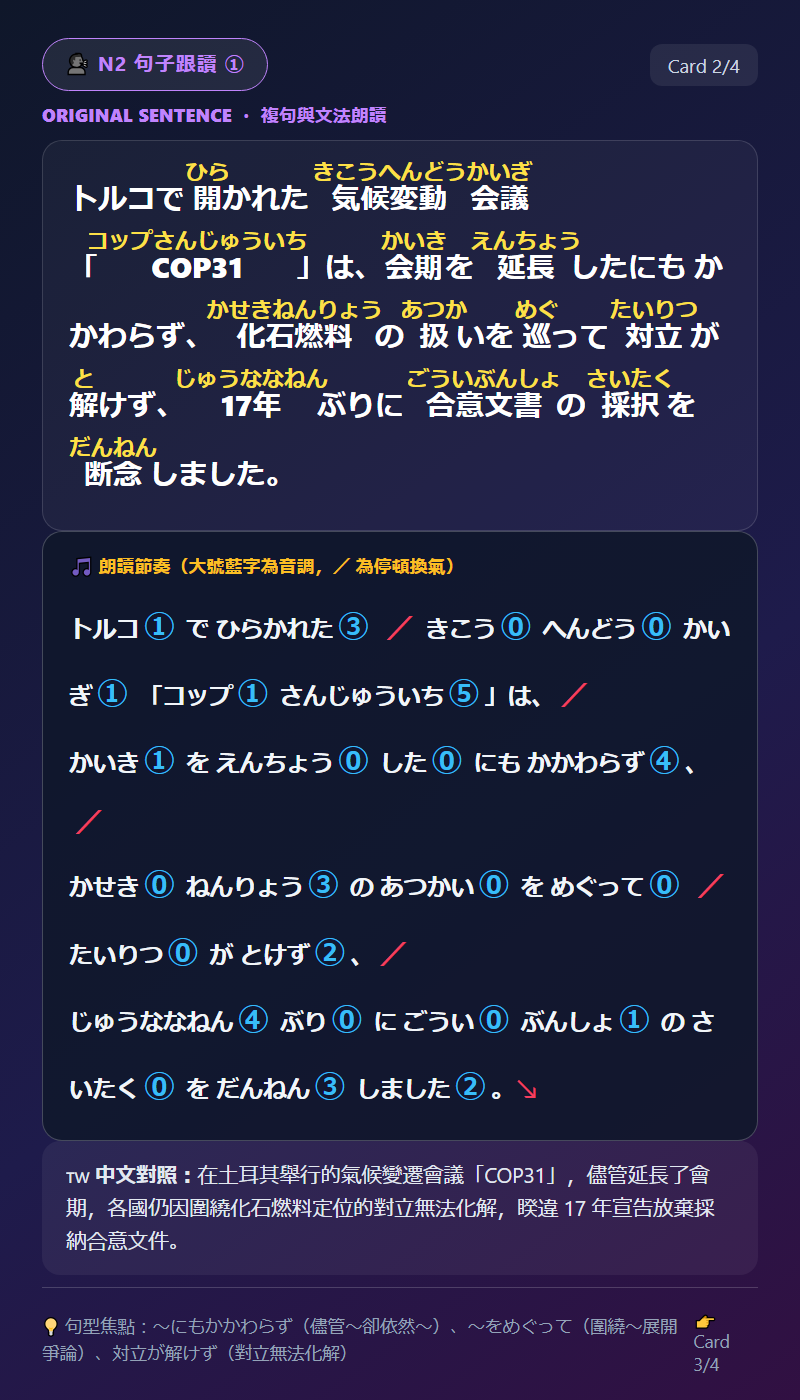 🗣 N2 句子跟讀 ①
Card 2/4
ORIGINAL SENTENCE · 複句與文法朗讀
ひら きこうへんどうかいぎ
トルコで 開かれた 気候変動 会議
コップさんじゅういち かいき えんちょう
「 COP31 」は、会期を 延長 したにも か
かせきねんりょう あつか めぐ たいりつ
かわらず、 化石燃料 の 扱 いを 巡って 対立 が
と じゅうななねん ごういぶんしょ さいたく
解けず、 17年 ぶりに 合意文書 の 採択 を
だんねん
断念 しました。
🎵 朗讀節奏（大號藍字為音調，／ 為停頓換氣）
トルコ ① で ひらかれた ③ ／ きこう ⓪ へんどう ⓪ かい
ぎ ① 「コップ ① さんじゅういち ⑤ 」は、 ／
かいき ① を えんちょう ⓪ した ⓪ にも かかわらず ④ 、
／
かせき ⓪ ねんりょう ③ の あつかい ⓪ を めぐって ⓪ ／
たいりつ ⓪ が とけず ② 、 ／
じゅうななねん ④ ぶり ⓪ に ごうい ⓪ ぶんしょ ① の さ
いたく ⓪ を だんねん ③ しました ② 。↘
TW 中文對照：在土耳其舉行的氣候變遷會議「COP31」，儘管延長了會
期，各國仍因圍繞化石燃料定位的對立無法化解，睽違 17 年宣告放棄採
納合意文件。
💡 句型焦點：～にもかかわらず（儘管～卻依然～）、～をめぐって（圍繞～展開
爭論）、対立が解けず（對立無法化解）
👉
Card
3/4